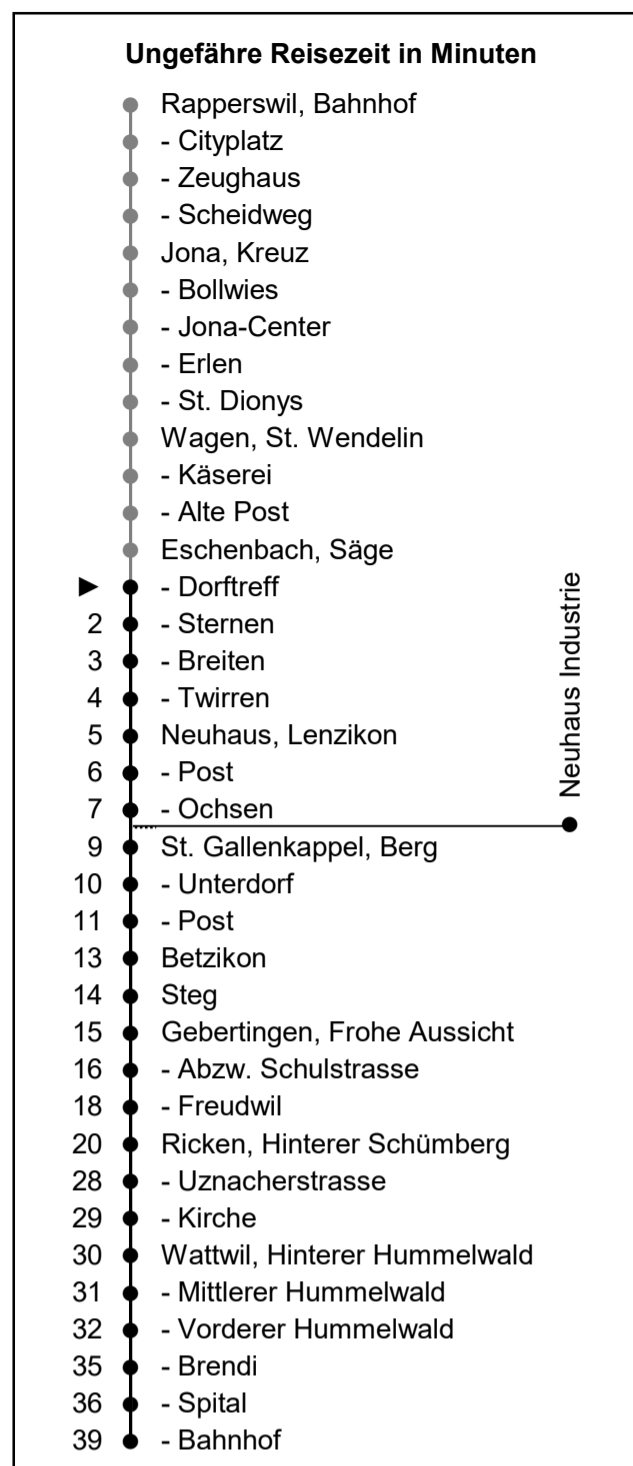 Ungefähre Reisezeit in Minuten
Rapperswil, Bahnhof
- Cityplatz
- Zeughaus
- Scheidweg
Jona, Kreuz
- Bollwies
- Jona-Center
- Erlen
- St. Dionys
Wagen, St. Wendelin
- Käserei
- Alte Post
Eschenbach, Säge
► - Dorftreff
2 - Sternen
3 - Breiten
4 - Twirren
5 Neuhaus, Lenzikon
6 - Post
7 - Ochsen
Neuhaus Industrie
9 St. Gallenkappel, Berg
10 - Unterdorf
11 - Post
13 Betzikon
14 Steg
15 Gebertingen, Frohe Aussicht
16 - Abzw. Schulstrasse
18 - Freudwil
20 Ricken, Hinterer Schümberg
28 - Uznacherstrasse
29 - Kirche
30 Wattwil, Hinterer Hummelwald
31 - Mittlerer Hummelwald
32 - Vorderer Hummelwald
35 - Brendi
36 - Spital
39 - Bahnhof